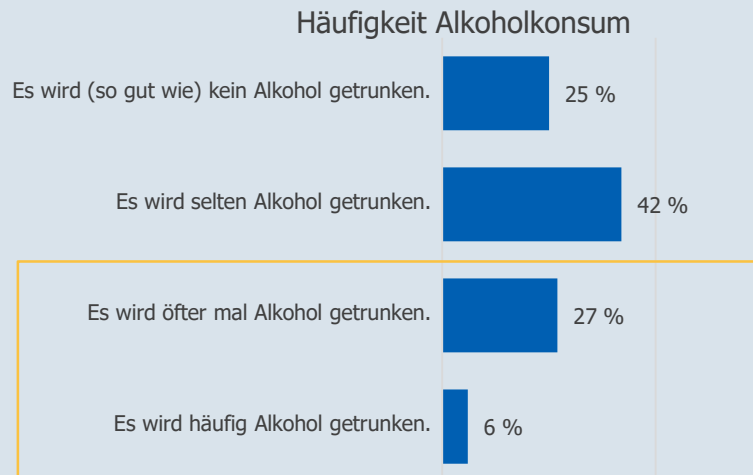 Häufigkeit Alkoholkonsum
Es wird (so gut wie) kein Alkohol getrunken. 25 %
Es wird selten Alkohol getrunken. 42 %
Es wird öfter mal Alkohol getrunken. 27 %
Es wird häufig Alkohol getrunken. 6 %